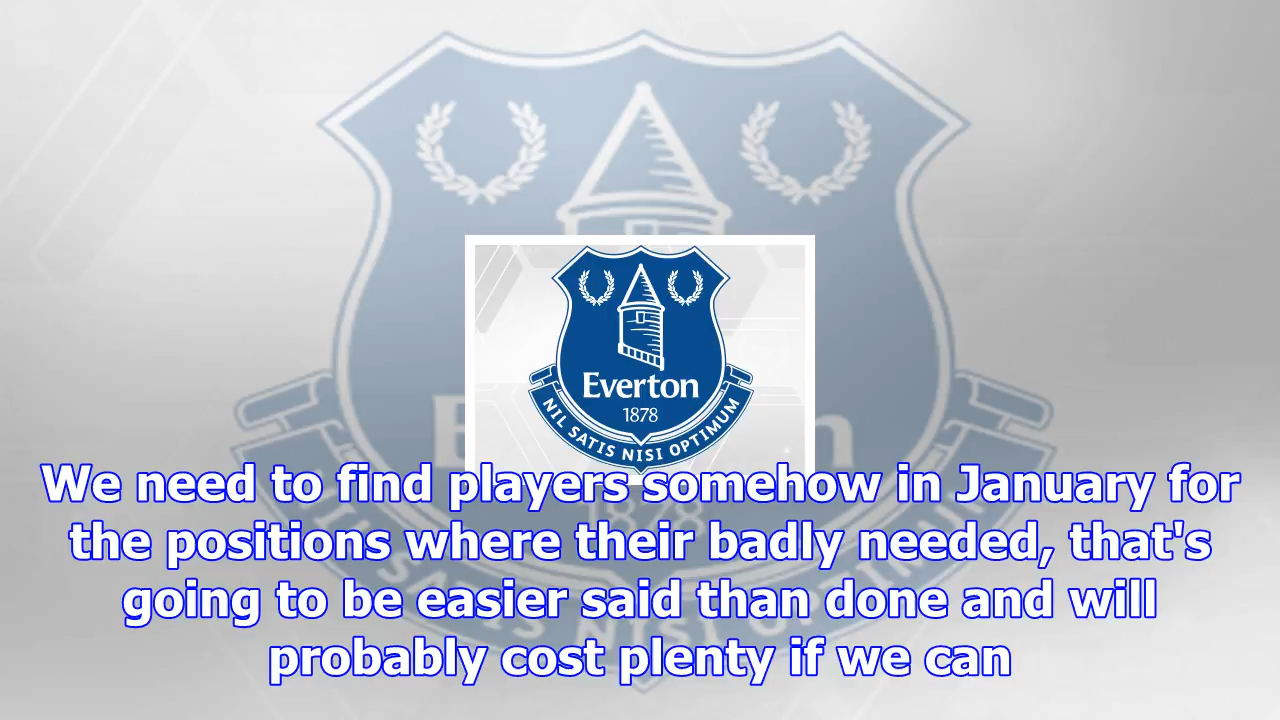 Everton
1878
NIL SATIS NISI OPTIMUM
We need to find players somehow in January for
the positions where their badly needed, that's
going to be easier said than done and will
probably cost plenty if we can